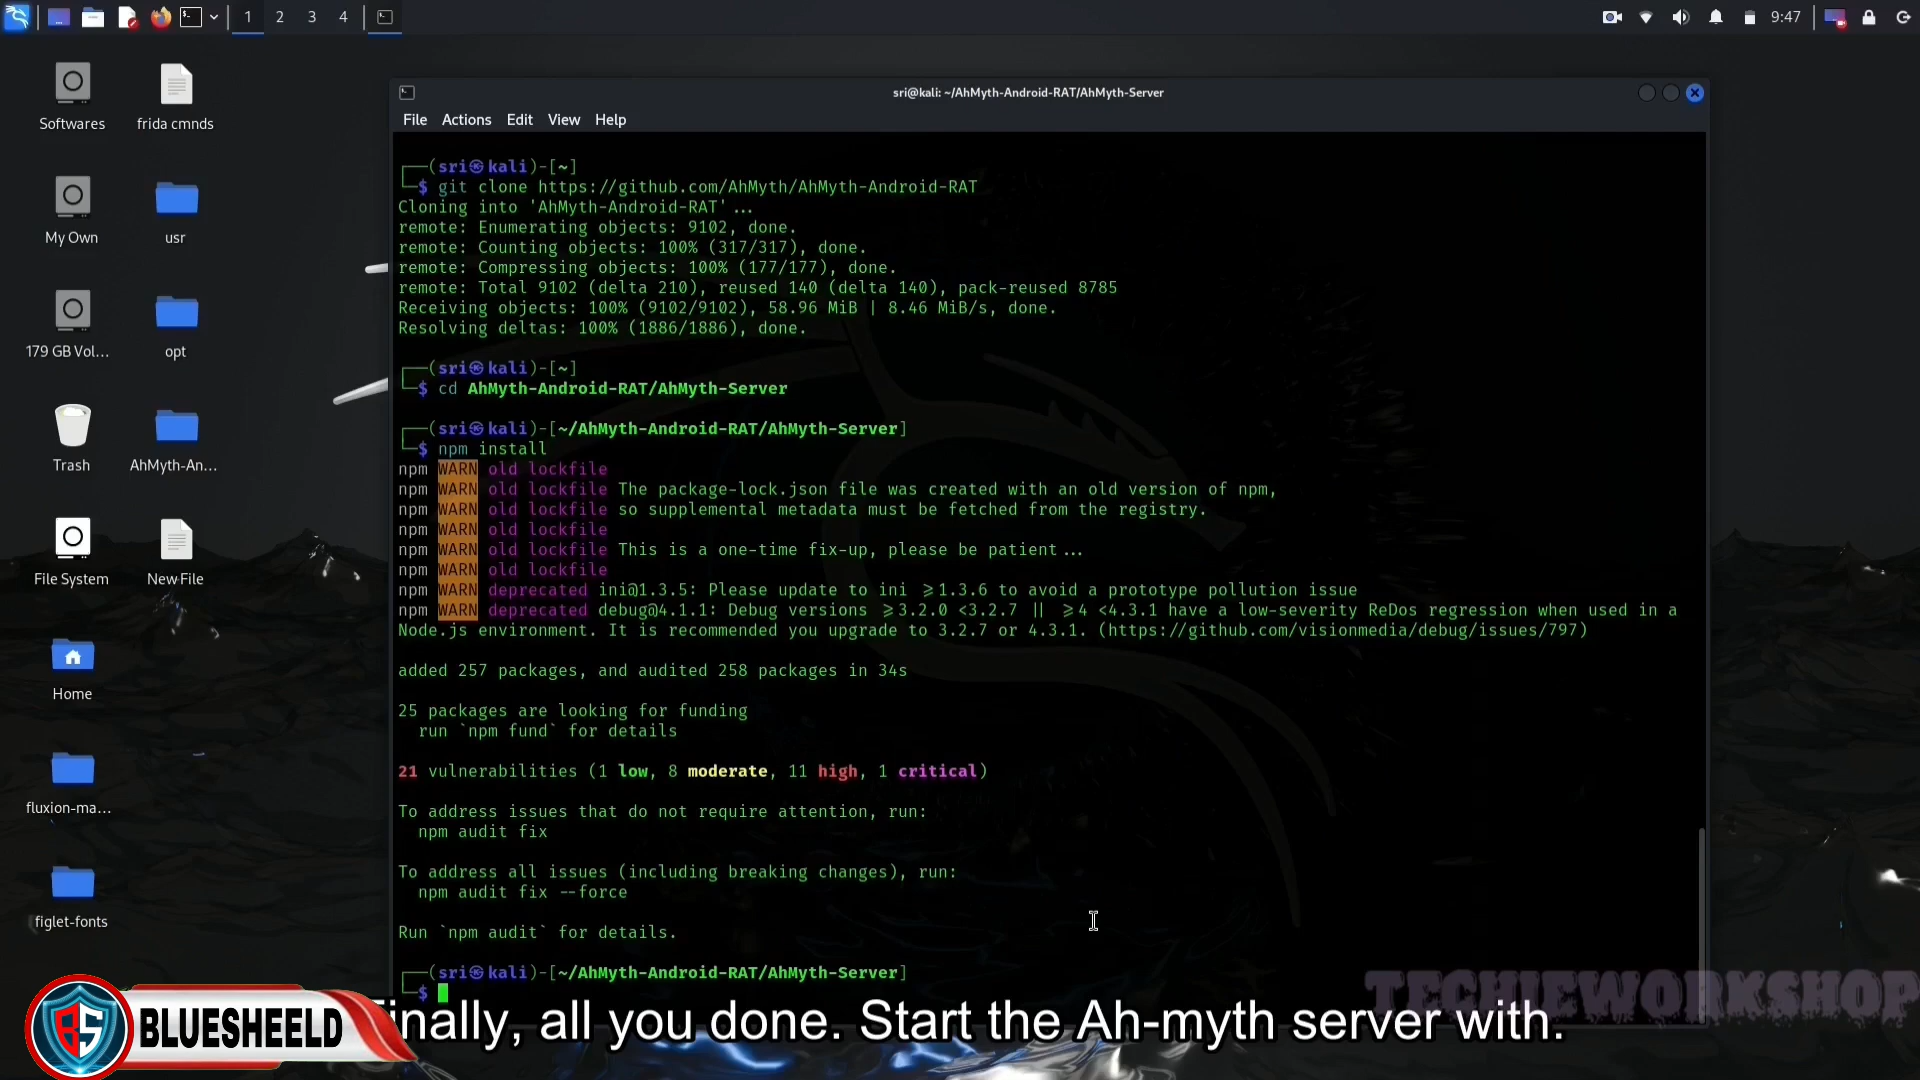 1 2 3 4
9:47
Softwares
frida cmnds
My Own
usr
179 GB Vol...
opt
Trash
AhMyth-An...
File System
New File
Home
fluxion-ma...
figlet-fonts
sri@kali: ~/AhMyth-Android-RAT/AhMyth-Server
File Actions Edit View Help
┌──(sri㉿kali)-[~]
└─$ git clone https://github.com/AhMyth/AhMyth-Android-RAT
Cloning into 'AhMyth-Android-RAT'...
remote: Enumerating objects: 9102, done.
remote: Counting objects: 100% (317/317), done.
remote: Compressing objects: 100% (177/177), done.
remote: Total 9102 (delta 210), reused 140 (delta 140), pack-reused 8785
Receiving objects: 100% (9102/9102), 58.96 MiB | 8.46 MiB/s, done.
Resolving deltas: 100% (1886/1886), done.
┌──(sri㉿kali)-[~]
└─$ cd AhMyth-Android-RAT/AhMyth-Server
┌──(sri㉿kali)-[~/AhMyth-Android-RAT/AhMyth-Server]
└─$ npm install
npm WARN old lockfile
npm WARN old lockfile The package-lock.json file was created with an old version of npm,
npm WARN old lockfile so supplemental metadata must be fetched from the registry.
npm WARN old lockfile
npm WARN old lockfile This is a one-time fix-up, please be patient...
npm WARN old lockfile
npm WARN deprecated ini@1.3.5: Please update to ini >=1.3.6 to avoid a prototype pollution issue
npm WARN deprecated debug@4.1.1: Debug versions >=3.2.0 <3.2.7 || >=4 <4.3.1 have a low-severity ReDos regression when used in a
Node.js environment. It is recommended you upgrade to 3.2.7 or 4.3.1. (https://github.com/visionmedia/debug/issues/797)
added 257 packages, and audited 258 packages in 34s
25 packages are looking for funding
run `npm fund` for details
21 vulnerabilities (1 low, 8 moderate, 11 high, 1 critical)
To address issues that do not require attention, run:
npm audit fix
To address all issues (including breaking changes), run:
npm audit fix --force
Run `npm audit` for details.
┌──(sri㉿kali)-[~/AhMyth-Android-RAT/AhMyth-Server]
└─$
TECHIEWORKSHOP
BS BLUESHEELD
Finally, all you done. Start the Ah-myth server with.